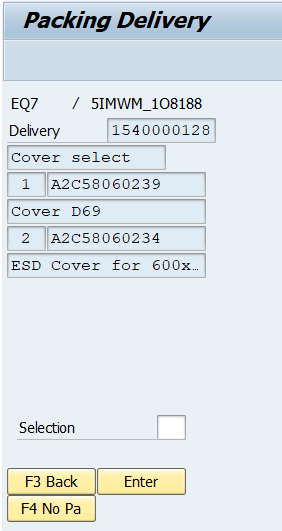 Packing Delivery
EQ7 / 5IMWM_1O8188
Delivery 1540000128
Cover select
1 A2C58060239
Cover D69
2 A2C58060234
ESD Cover for 600x…
Selection
F3 Back Enter
F4 No Pa